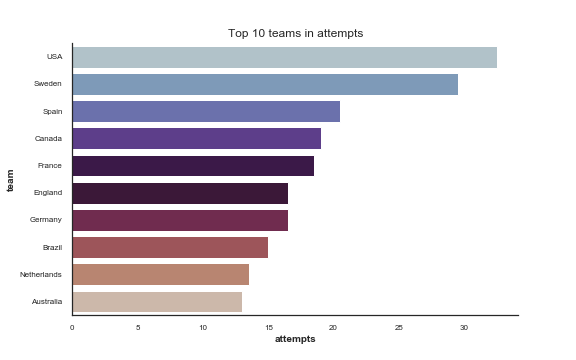 Top 10 teams in attempts
USA
Sweden
Spain
Canada
France
England
Germany
Brazil
Netherlands
Australia
team
0 5 10 15 20 25 30
attempts